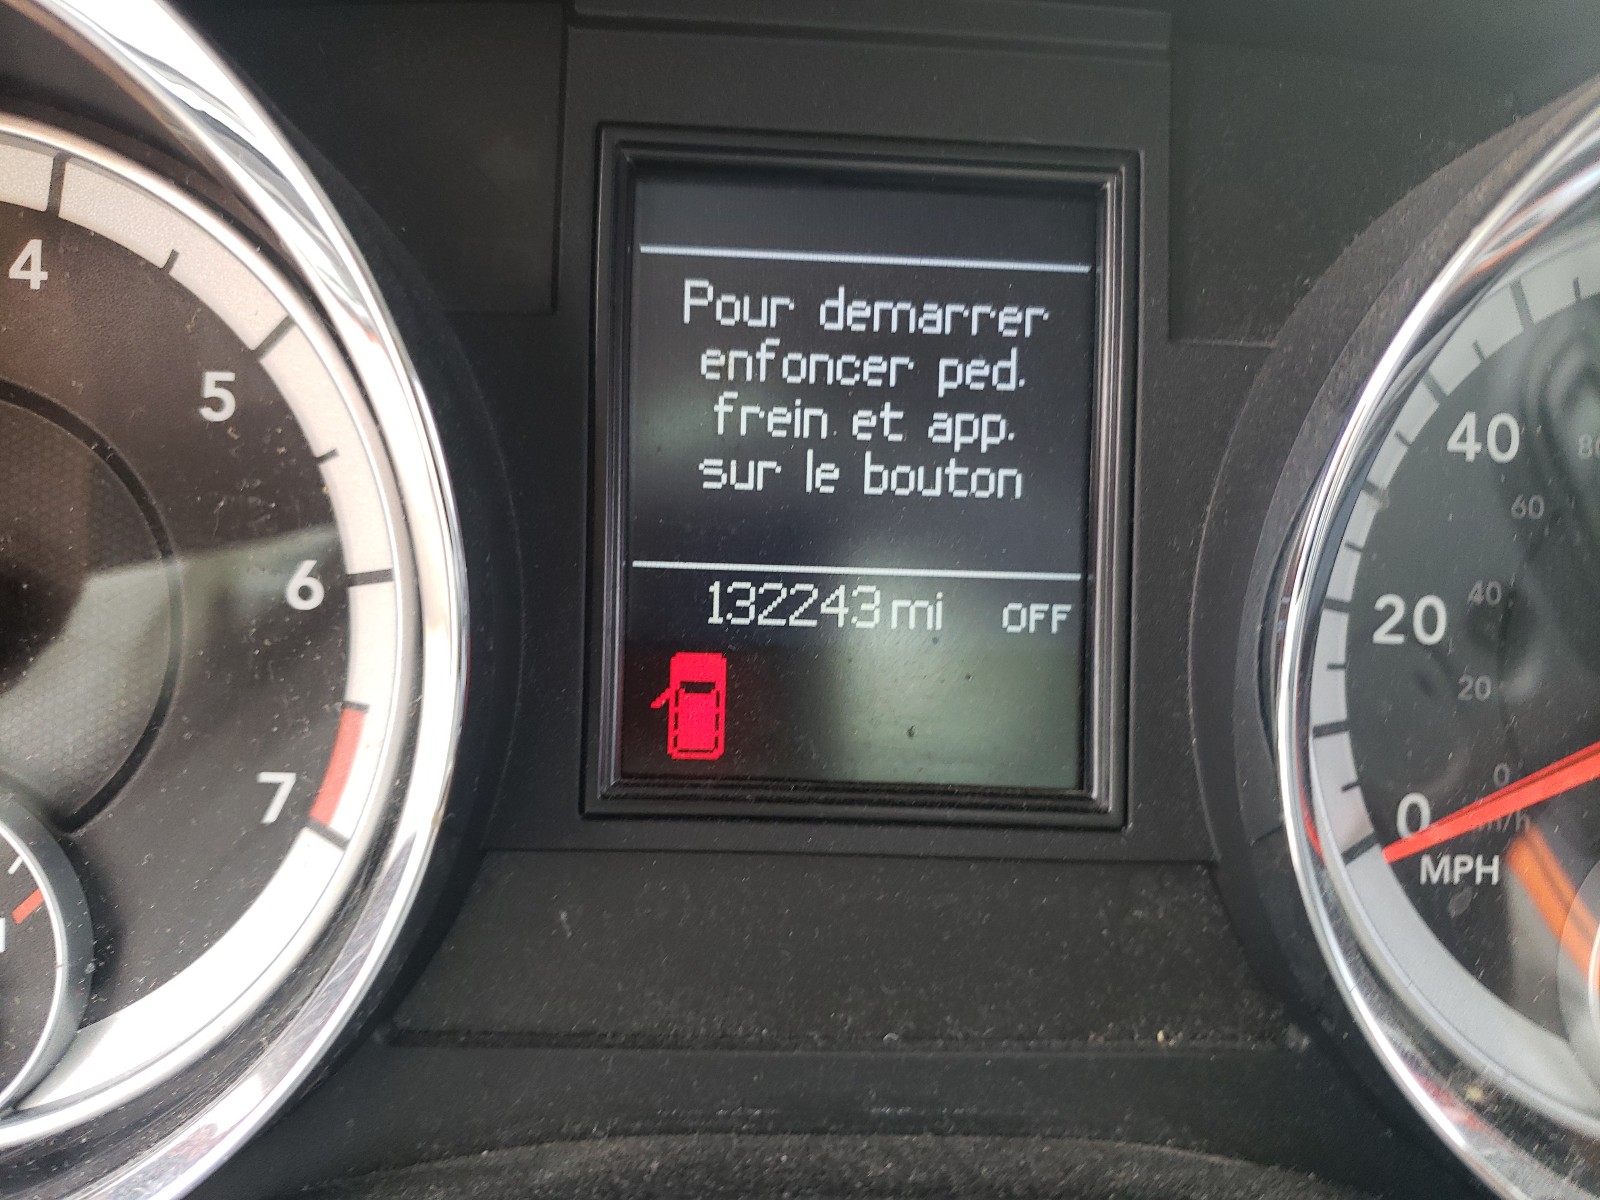 Pour demarrer
enfoncer ped.
frein et app.
sur le bouton
132243 mi OFF
4
5
6
7
40
60
20
40
20
0
0
MPH